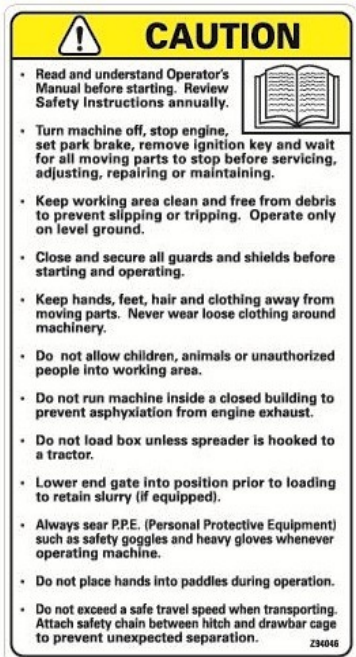 CAUTION
• Read and understand Operator's
Manual before starting. Review
Safety Instructions annually.
• Turn machine off, stop engine,
set park brake, remove ignition key and wait
for all moving parts to stop before servicing,
adjusting, repairing or maintaining.
• Keep working area clean and free from debris
to prevent slipping or tripping. Operate only
on level ground.
• Close and secure all guards and shields before
starting and operating.
• Keep hands, feet, hair and clothing away from
moving parts. Never wear loose clothing around
machinery.
• Do not allow children, animals or unauthorized
people into working area.
• Do not run machine inside a closed building to
prevent asphyxiation from engine exhaust.
• Do not load box unless spreader is hooked to
a tractor.
• Lower end gate into position prior to loading
to retain slurry (if equipped).
• Always sear P.P.E. (Personal Protective Equipment)
such as safety goggles and heavy gloves whenever
operating machine.
• Do not place hands into paddles during operation.
• Do not exceed a safe travel speed when transporting.
Attach safety chain between hitch and drawbar cage
to prevent unexpected separation.
Z94046